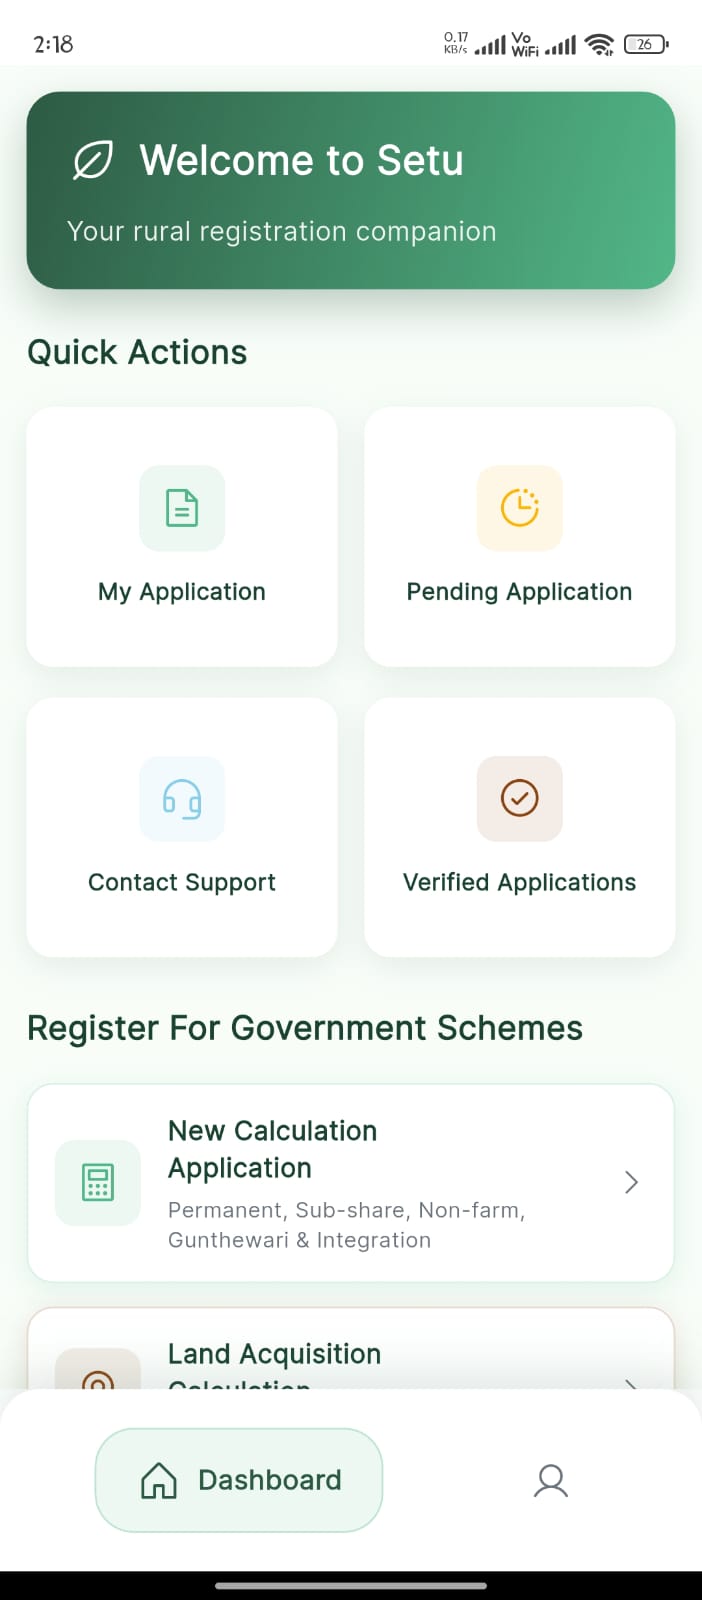 2:18
0.17
KB/s
Vo
WiFi
26
Welcome to Setu
Your rural registration companion
Quick Actions
My Application
Pending Application
Contact Support
Verified Applications
Register For Government Schemes
New Calculation
Application
Permanent, Sub-share, Non-farm,
Gunthewari & Integration
Land Acquisition
Calculation
Dashboard